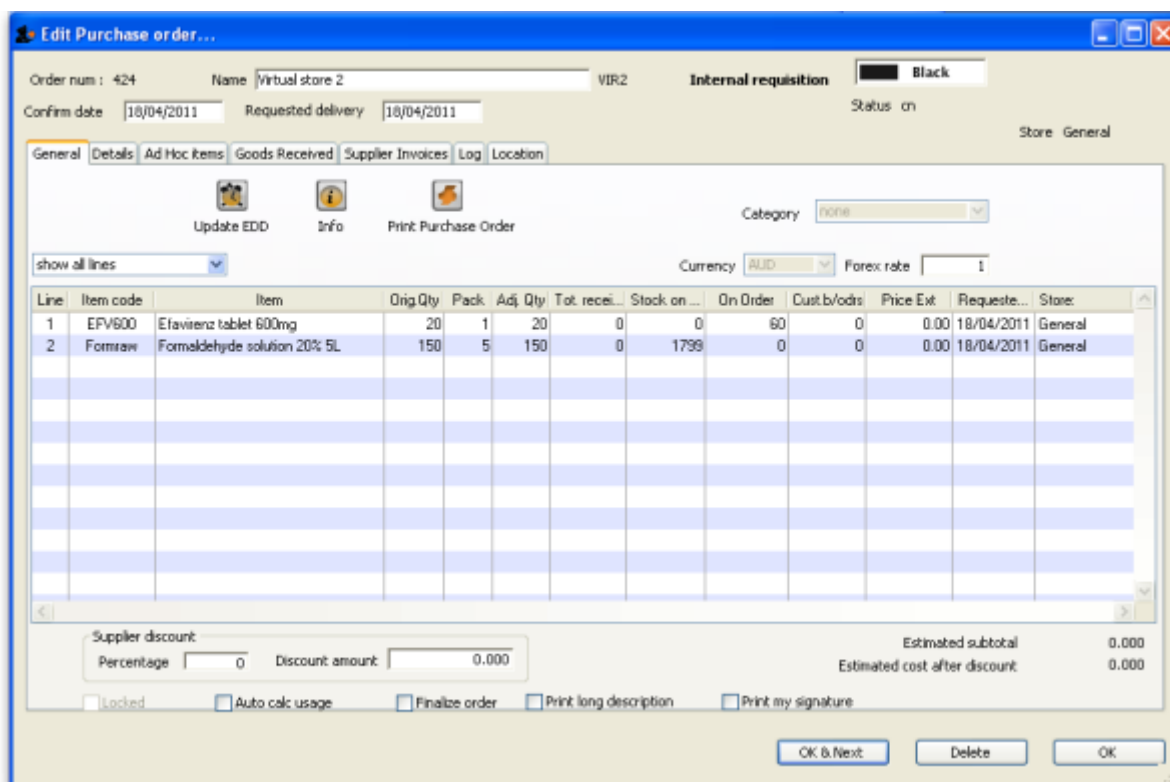 Edit Purchase order...
Order num : 424 Name Virtual store 2 VIR2 Internal requisition Black
Confirm date 18/04/2011 Requested delivery 18/04/2011 Status cn
Store General
General Details Ad Hoc items Goods Received Supplier Invoices Log Location
Update EDD Info Print Purchase Order
Category none
show all lines Currency AUD Forex rate 1
Line Item code Item Orig.Qty Pack Adj. Qty Tot. recei... Stock on ... On Order Cust.b/odrs Price Ext Requeste... Store:
1 EFV600 Efavirenz tablet 600mg 20 1 20 0 0 60 0 0.00 18/04/2011 General
2 Formraw Formaldehyde solution 20% 5L 150 5 150 0 1799 0 0 0.00 18/04/2011 General
Supplier discount
Percentage 0 Discount amount 0.000
Estimated subtotal 0.000
Estimated cost after discount 0.000
Locked Auto calc usage Finalize order Print long description Print my signature
OK & Next Delete OK